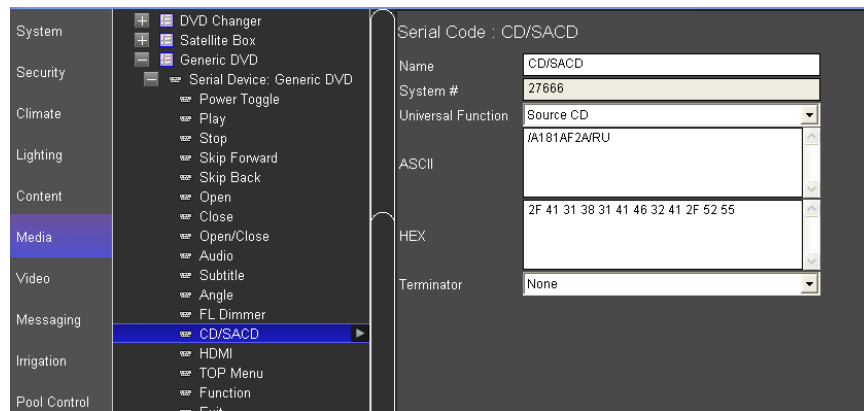 System
Security
Climate
Lighting
Content
Media
Video
Messaging
Irrigation
Pool Control
DVD Changer
Satellite Box
Generic DVD
Serial Device: Generic DVD
Power Toggle
Play
Stop
Skip Forward
Skip Back
Open
Close
Open/Close
Audio
Subtitle
Angle
FL Dimmer
CD/SACD
HDMI
TOP Menu
Function
Exit
Serial Code : CD/SACD
Name CD/SACD
System # 27666
Universal Function Source CD
ASCII /A181AF2A/RU
HEX 2F 41 31 38 31 41 46 32 41 2F 52 55
Terminator None